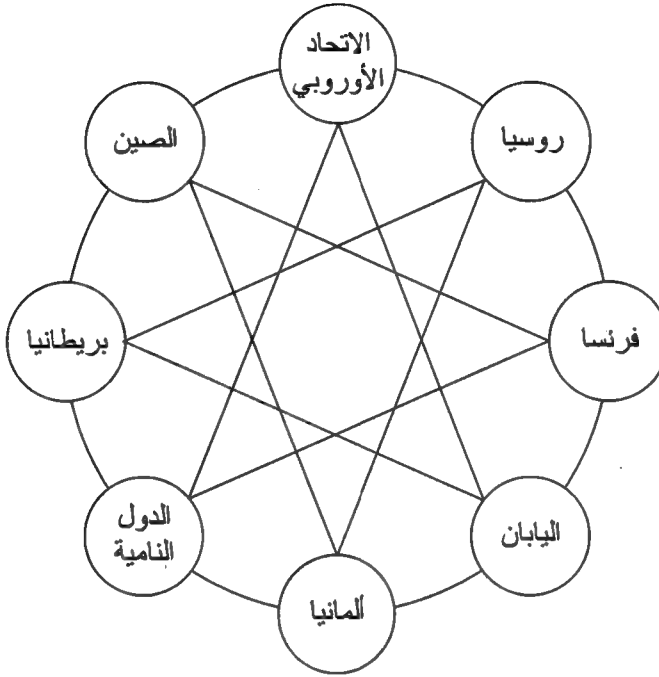 الاتحاد
الأوروبي
روسيا
الصين
فرنسا
بريطانيا
اليابان
الدول
النامية
ألمانيا